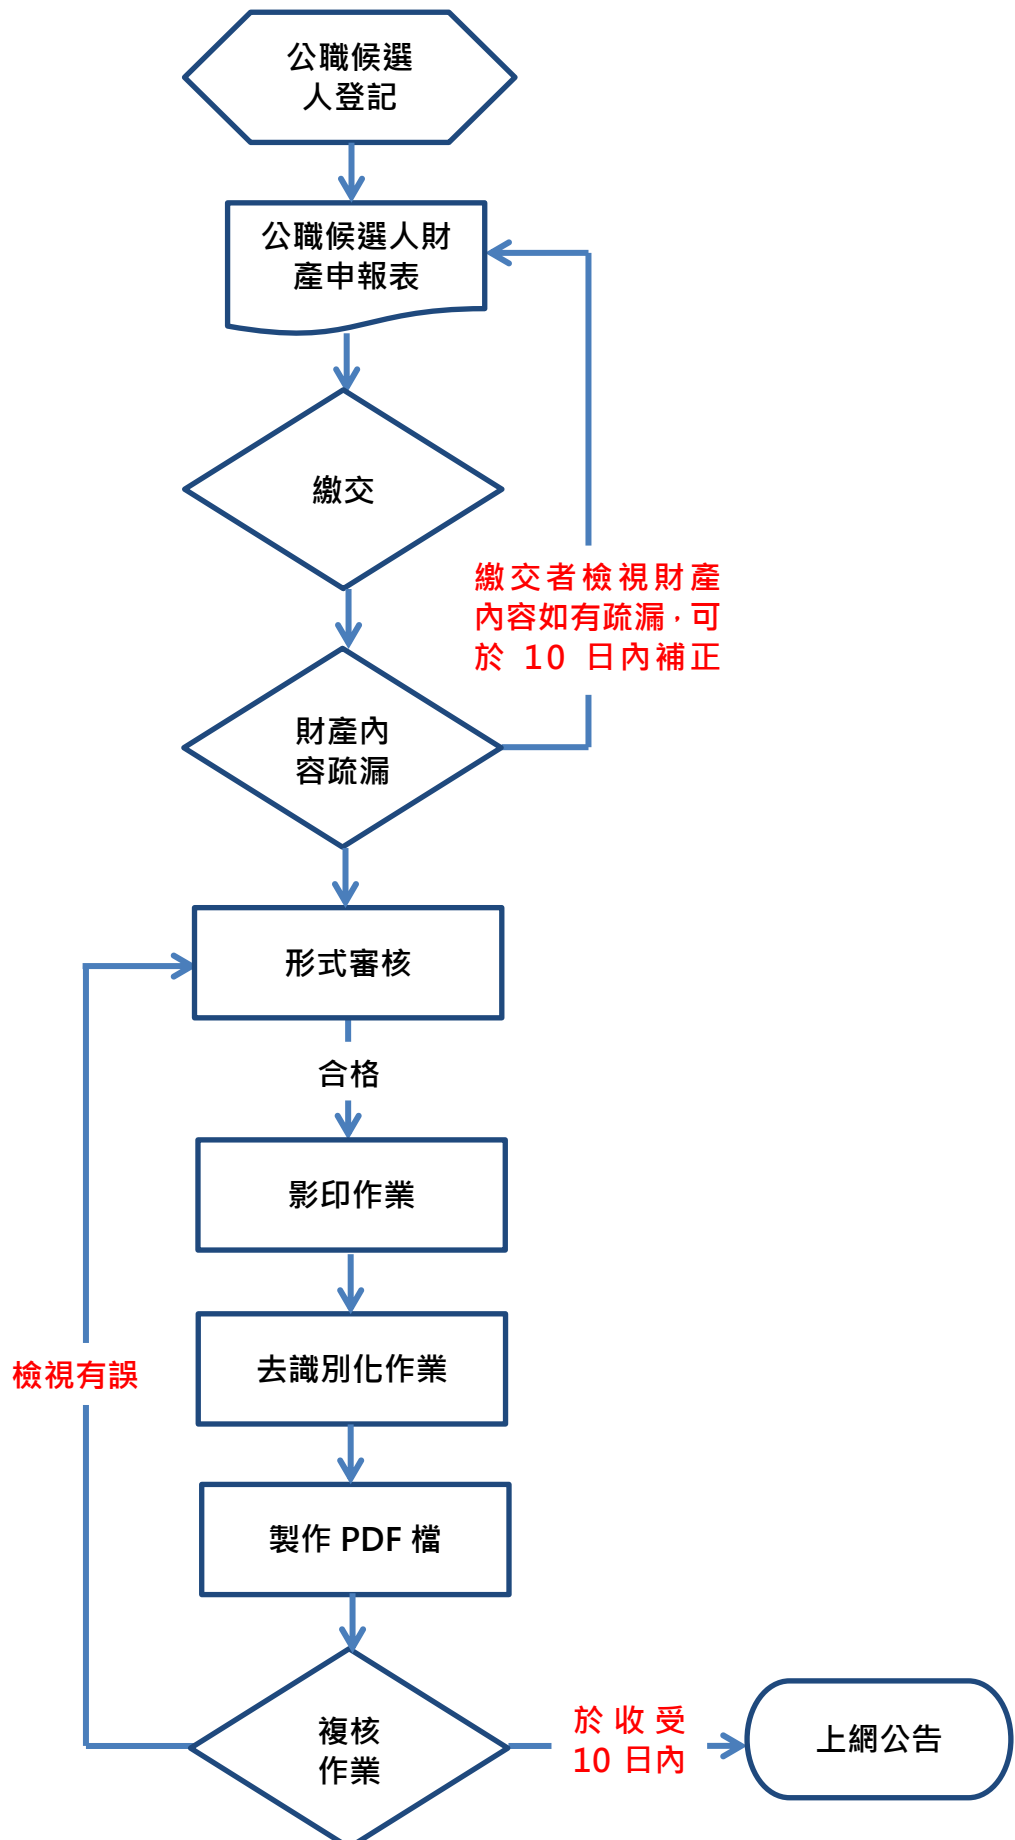 公職候選
人登記
公職候選人財
產申報表
繳交
繳交者檢視財產
內容如有疏漏，可
於 10 日內補正
財產內
容疏漏
形式審核
合格
影印作業
去識別化作業
檢視有誤
製作 PDF 檔
複核
作業
於收受
10 日內
上網公告